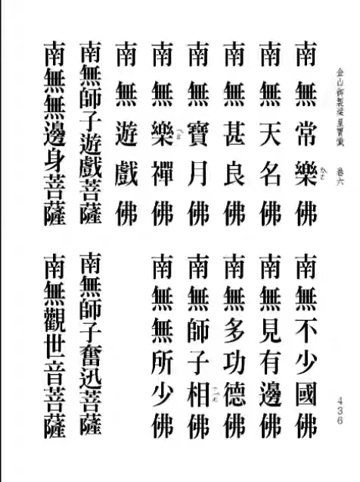 金山御製梁皇寶懺 卷六
436
南無常樂佛 南無不少國佛
南無天名佛 南無見有邊佛
南無甚良佛 南無多功德佛
南無寶月佛 南無師子相佛
南無樂禪佛 南無無所少佛
南無遊戲佛
南無師子遊戲菩薩 南無師子奮迅菩薩
南無無邊身菩薩 南無觀世音菩薩